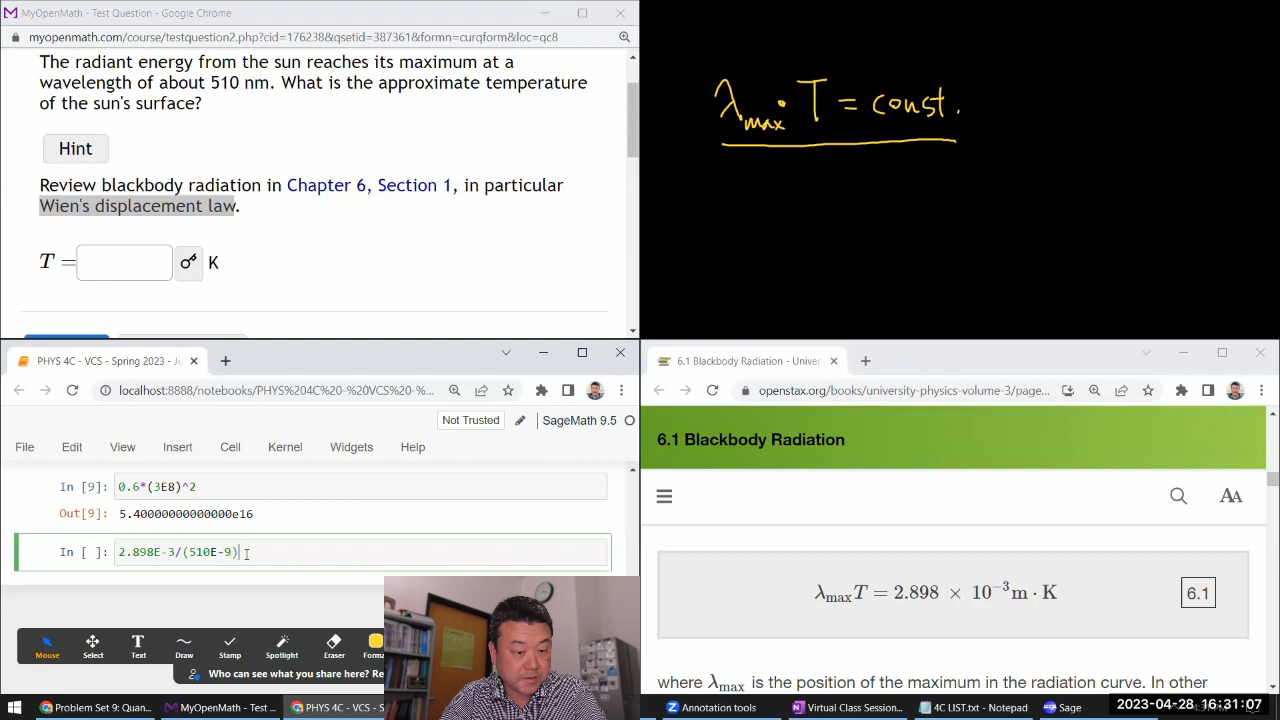 MyOpenMath - Test Question - Google Chrome
myopenmath.com/course/testquestion2.php?cid=176238&qsetid=387361&formn=curqform&loc=qc8
The radiant energy from the sun reaches its maximum at a
wavelength of about 510 nm. What is the approximate temperature
of the sun's surface?
Hint
Review blackbody radiation in Chapter 6, Section 1, in particular
Wien's displacement law.
T = K
λmax · T = const.
PHYS 4C - VCS - Spring 2023 - J
localhost:8888/notebooks/PHYS%204C%20-%20VCS%20-%...
Not Trusted
SageMath 9.5
File Edit View Insert Cell Kernel Widgets Help
In [9]: 0.6*(3E8)^2
Out[9]: 5.40000000000000e16
In [ ]: 2.898E-3/(510E-9)
6.1 Blackbody Radiation - Unive
openstax.org/books/university-physics-volume-3/page...
6.1 Blackbody Radiation
AA
λmaxT = 2.898 × 10⁻³ m · K
6.1
where λmax is the position of the maximum in the radiation curve. In other
Mouse Select Text Draw Stamp Spotlight Eraser Forma
Who can see what you share here? Re
Problem Set 9: Quan...
MyOpenMath - Test ...
PHYS 4C - VCS - S
Annotation tools
Virtual Class Session...
4C LIST.txt - Notepad
Sage
2023-04-28 16:31:07